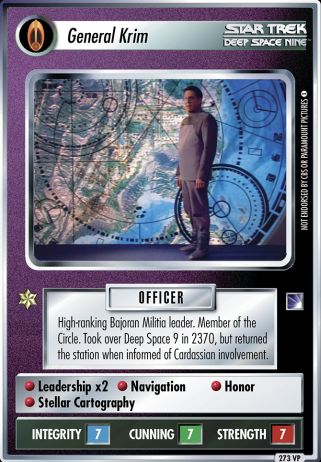 General Krim
STAR TREK
DEEP SPACE NINE
NOT ENDORSED BY CBS OR PARAMOUNT PICTURES
OFFICER
High-ranking Bajoran Militia leader. Member of the
Circle. Took over Deep Space 9 in 2370, but returned
the station when informed of Cardassian involvement.
Leadership x2 Navigation Honor
Stellar Cartography
INTEGRITY 7 CUNNING 7 STRENGTH 7
273 VP